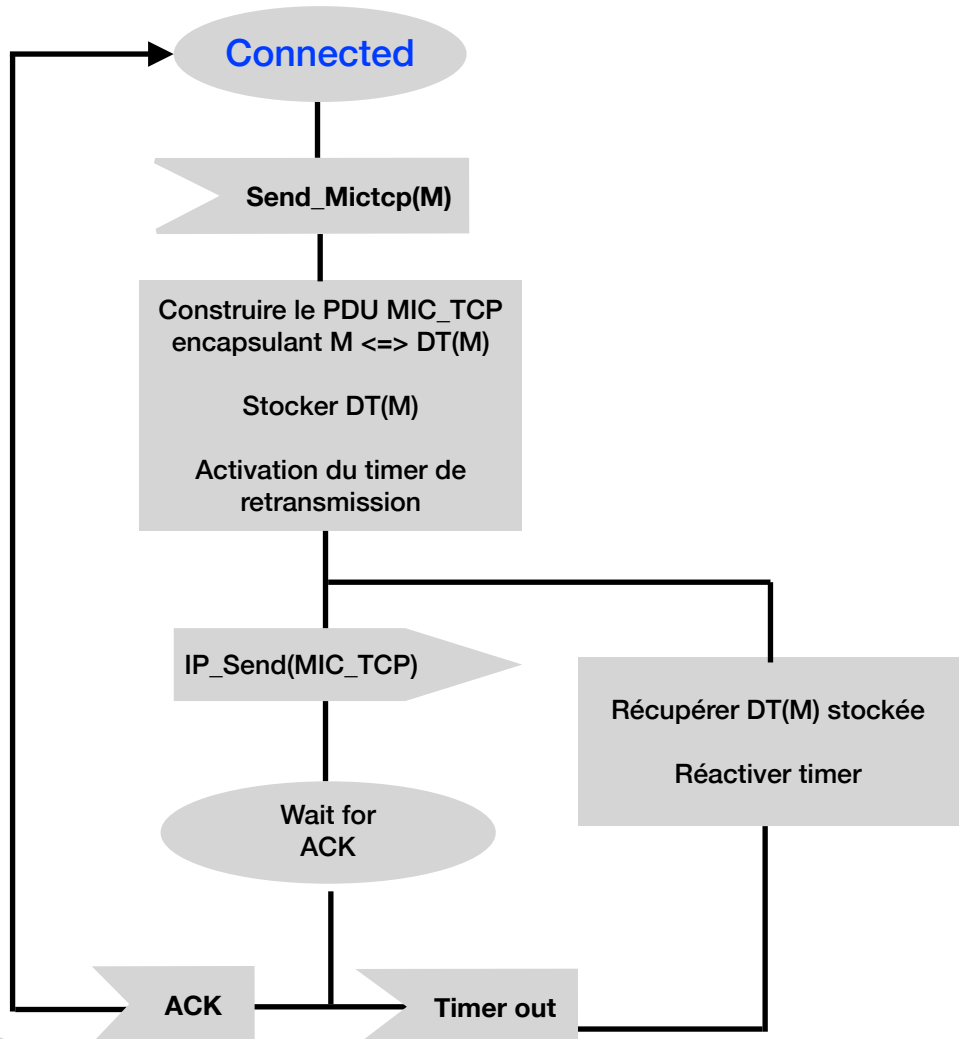 Connected
Send_Mictcp(M)
Construire le PDU MIC_TCP
encapsulant M <=> DT(M)
Stocker DT(M)
Activation du timer de
retransmission
IP_Send(MIC_TCP)
Récupérer DT(M) stockée
Réactiver timer
Wait for
ACK
ACK
Timer out